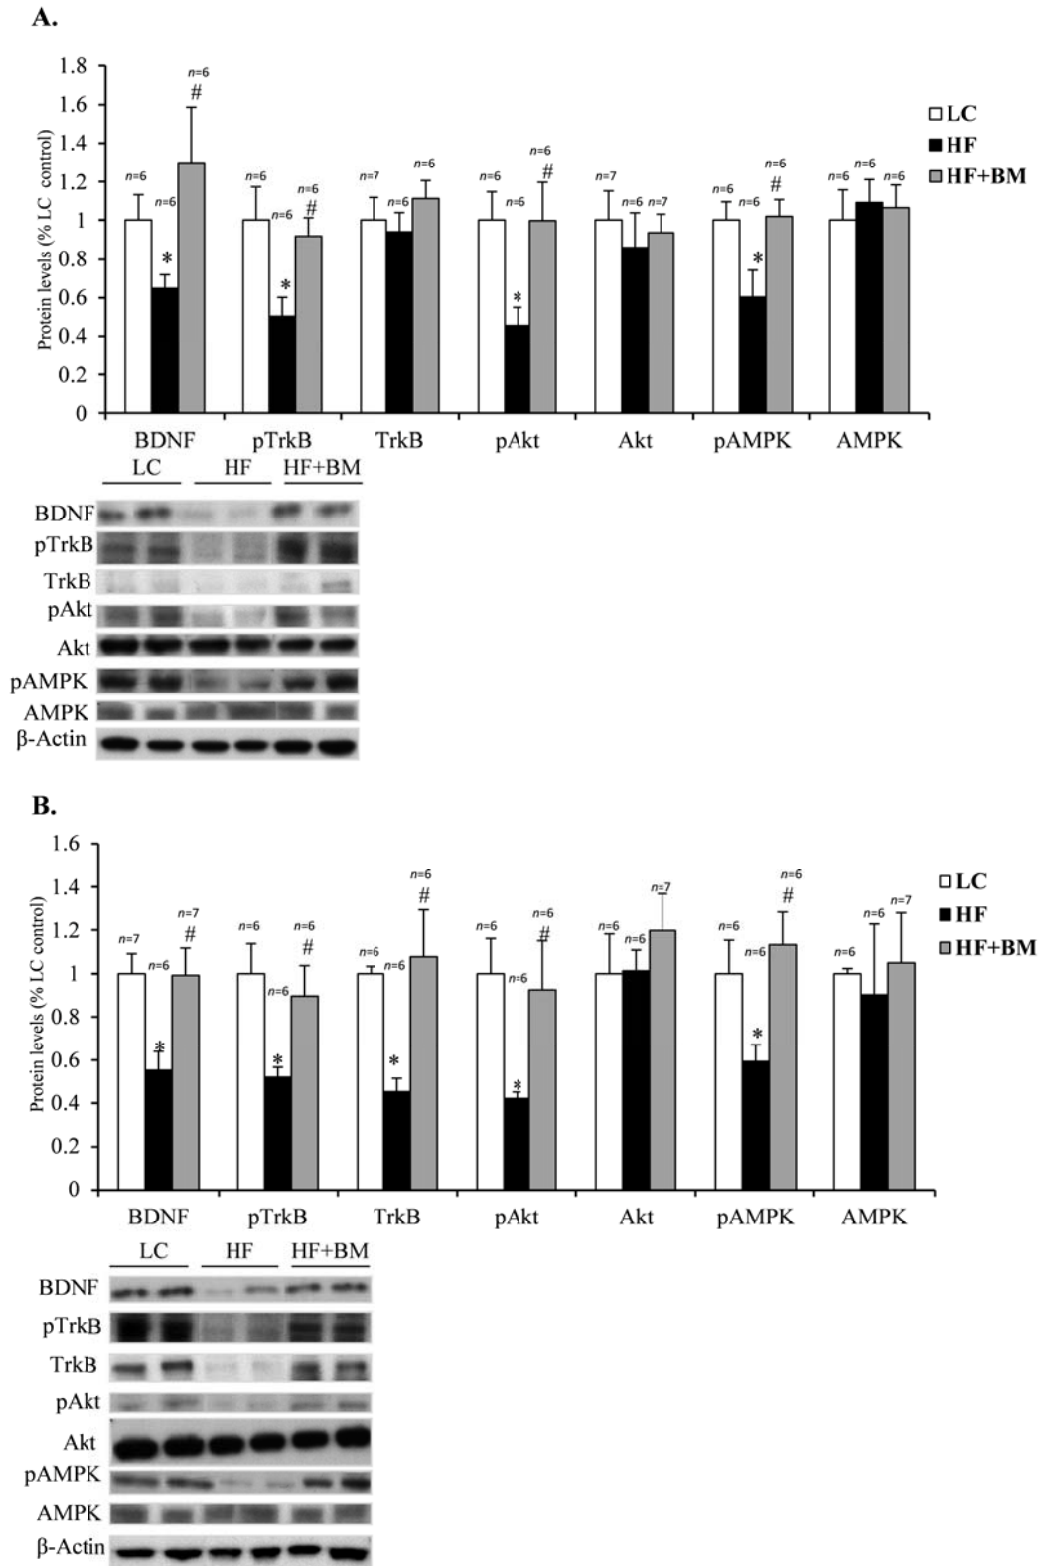 A.
1.8
1.6
1.4
1.2
1
0.8
0.6
0.4
0.2
0
Protein levels (% LC control)
n=6
n=6
n=6
#
*
n=6
n=6
n=6
#
*
n=7
n=6
n=6
n=6
n=6
n=6
#
*
n=7
n=6
n=7
n=6
n=6
n=6
#
*
n=6
n=6
n=6
LC
HF
HF+BM
BDNF pTrkB TrkB pAkt Akt pAMPK AMPK
LC HF HF+BM
BDNF
pTrkB
TrkB
pAkt
Akt
pAMPK
AMPK
β-Actin
B.
1.6
1.4
1.2
1
0.8
0.6
0.4
0.2
0
Protein levels (% LC control)
n=7
n=6
n=7
#
*
n=6
n=6
n=6
#
*
n=6
n=6
n=6
#
*
n=6
n=6
n=6
#
*
n=6
n=6
n=7
n=6
n=6
n=6
#
*
n=6
n=6
n=7
LC
HF
HF+BM
BDNF pTrkB TrkB pAkt Akt pAMPK AMPK
LC HF HF+BM
BDNF
pTrkB
TrkB
pAkt
Akt
pAMPK
AMPK
β-Actin